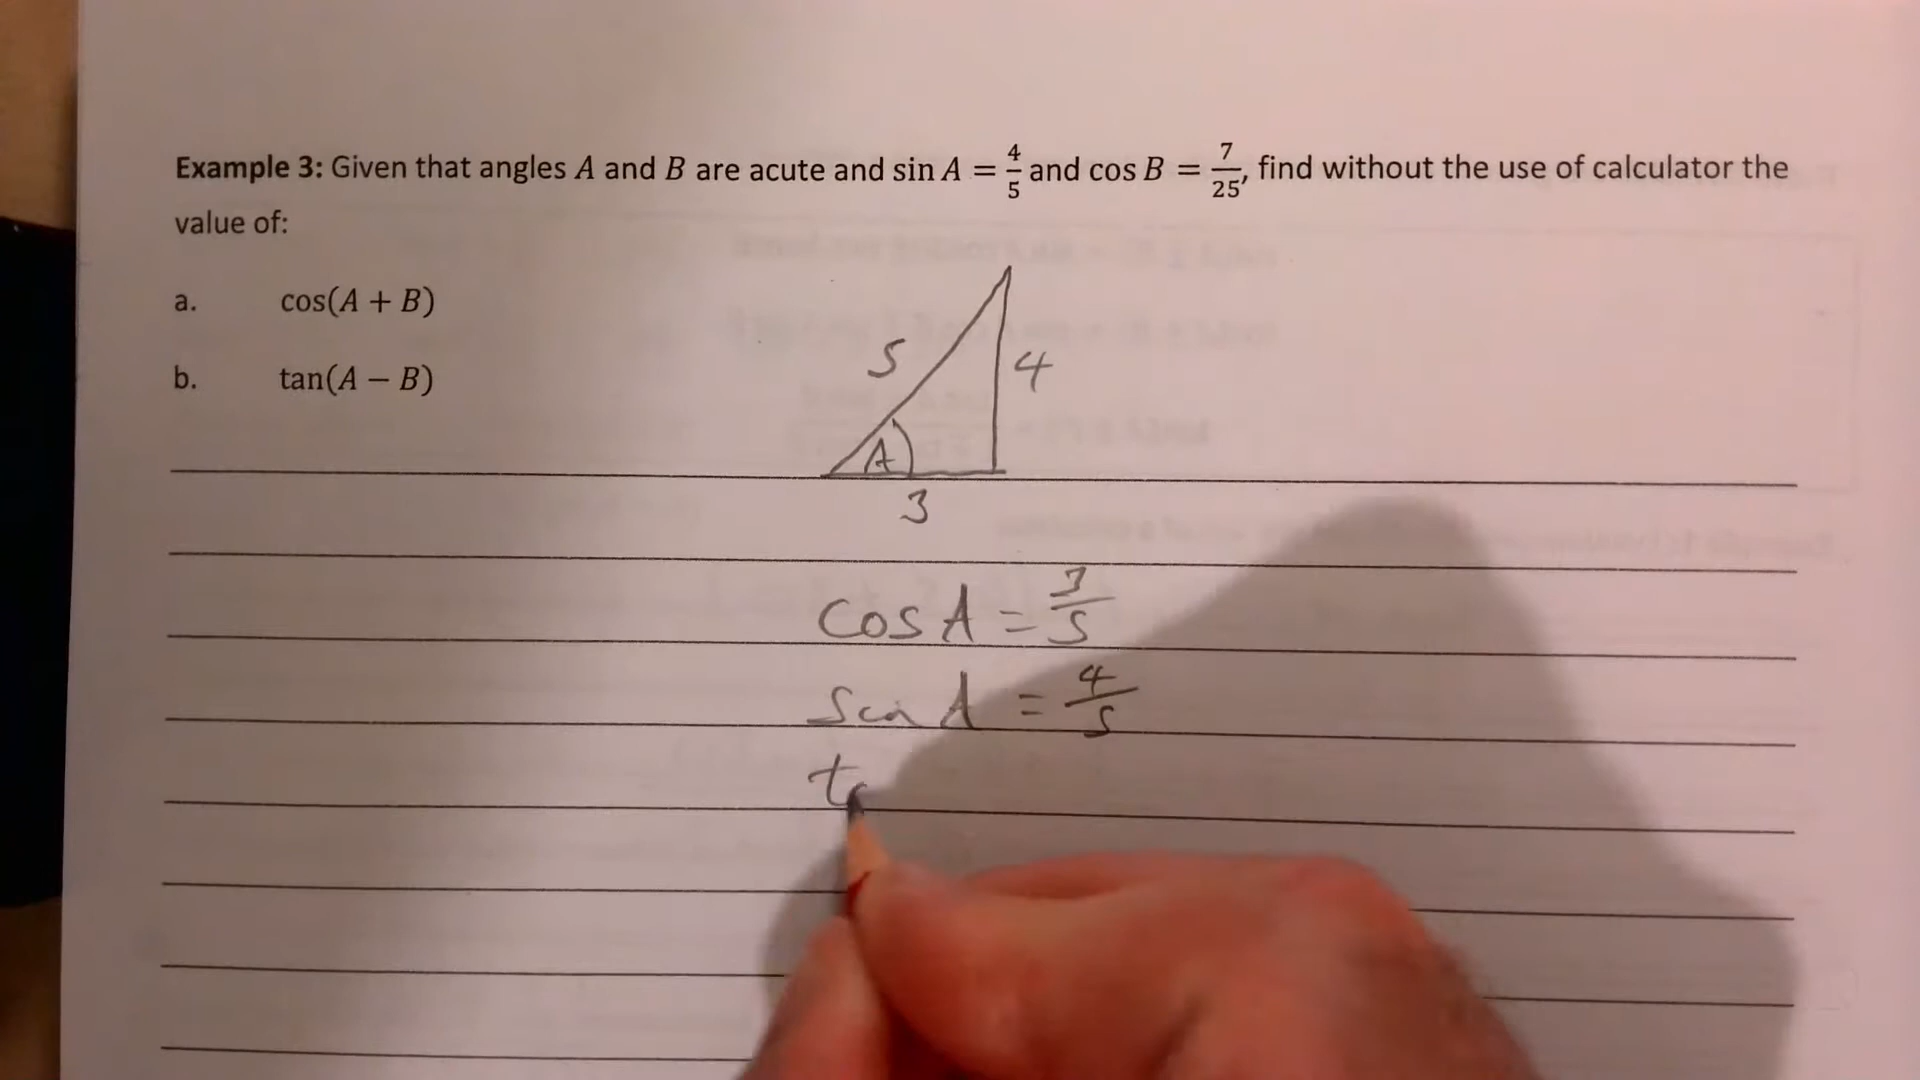 Example 3: Given that angles A and B are acute and sin A = 4/5 and cos B = 7/25, find without the use of calculator the
value of:
a. cos(A + B)
b. tan(A − B)
5
4
A
3
cos A = 3/5
sin A = 4/5